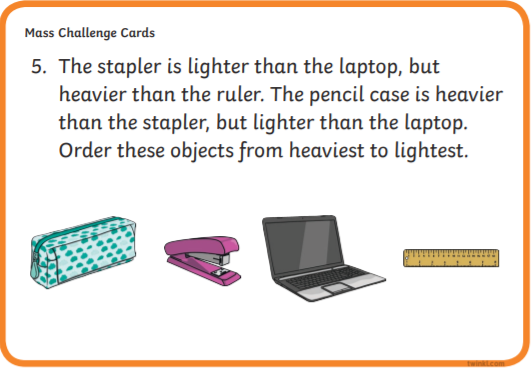 Mass Challenge Cards
5. The stapler is lighter than the laptop, but
heavier than the ruler. The pencil case is heavier
than the stapler, but lighter than the laptop.
Order these objects from heaviest to lightest.
twinkl.com